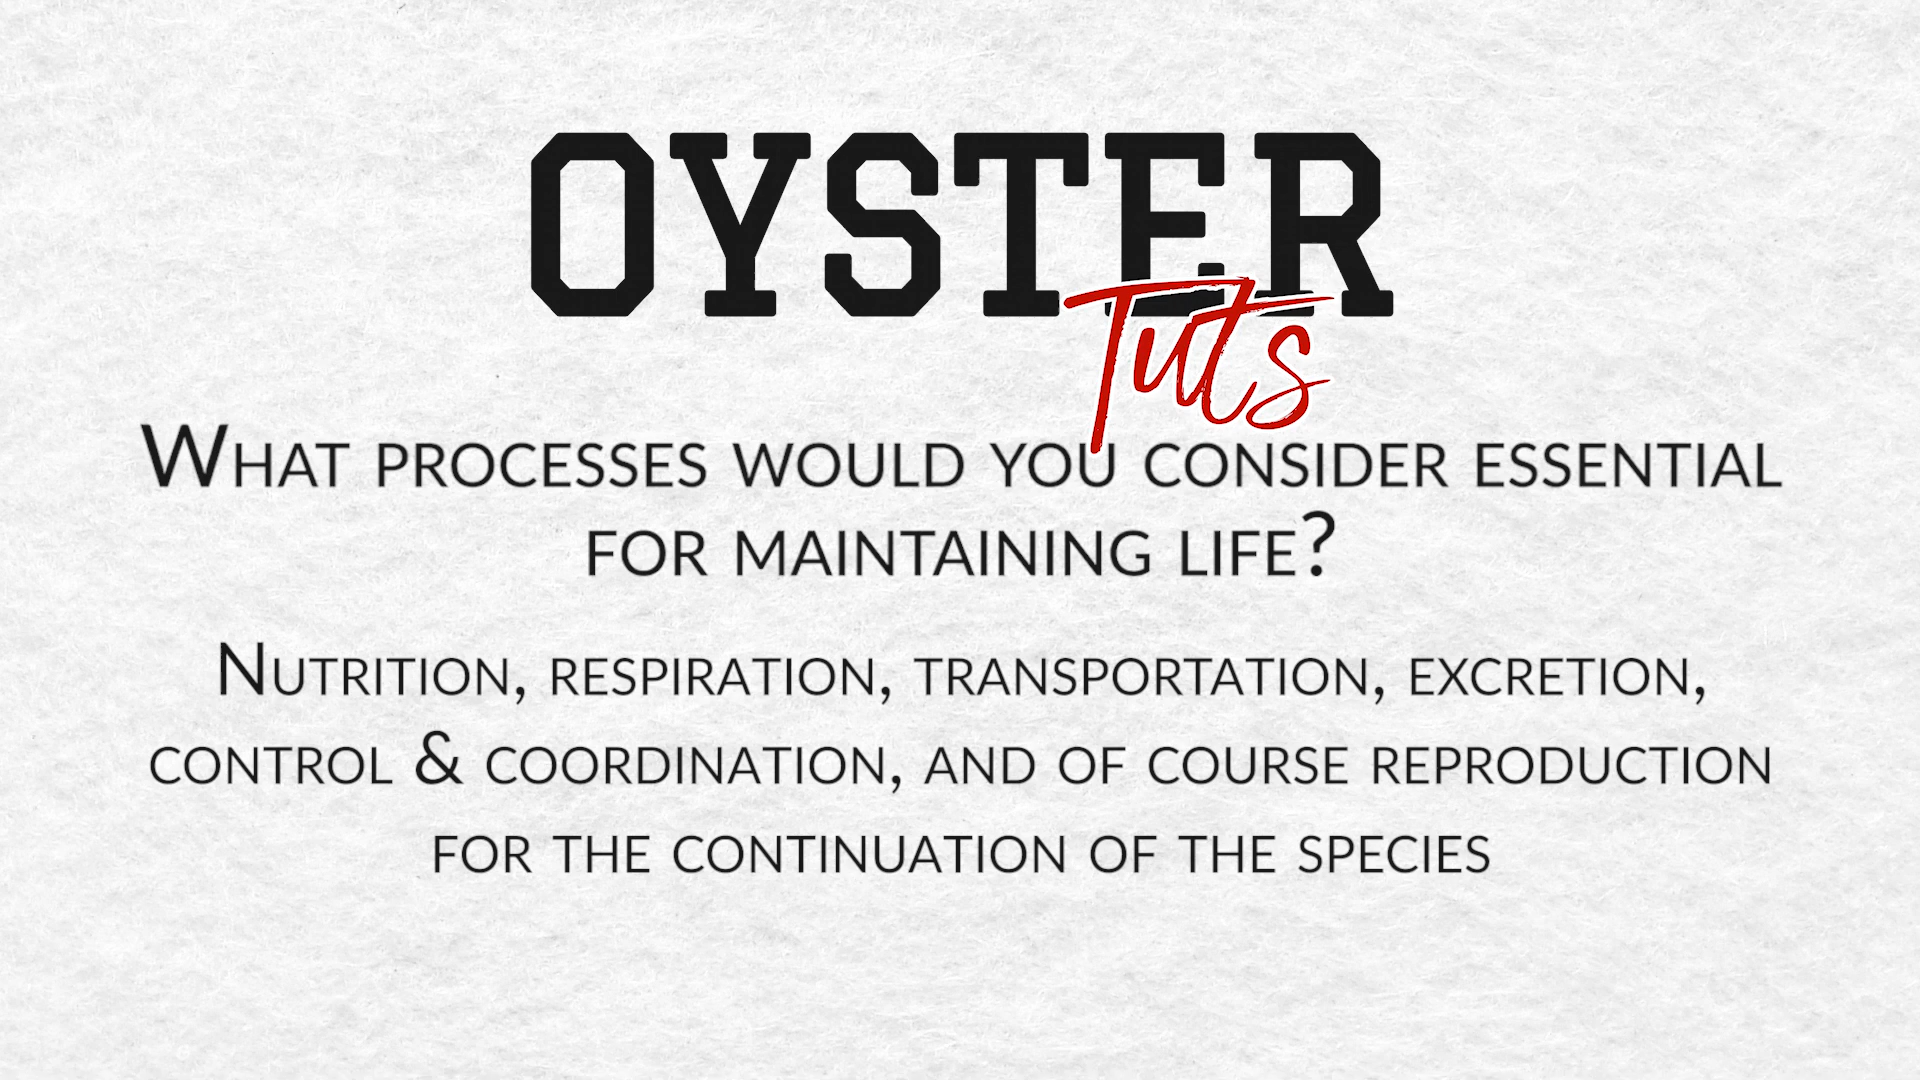 OYSTER
Tuts
What processes would you consider essential
for maintaining life?
Nutrition, respiration, transportation, excretion,
control & coordination, and of course reproduction
for the continuation of the species